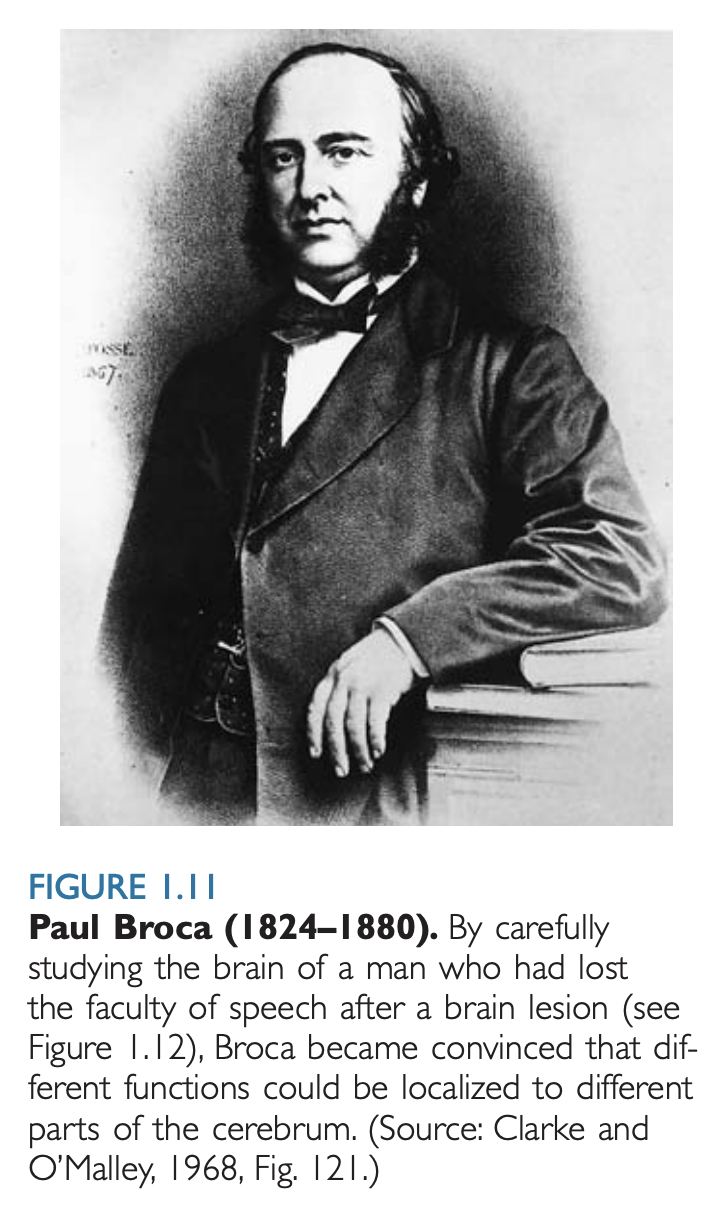 1867.
FIGURE 1.11
Paul Broca (1824–1880). By carefully
studying the brain of a man who had lost
the faculty of speech after a brain lesion (see
Figure 1.12), Broca became convinced that dif-
ferent functions could be localized to different
parts of the cerebrum. (Source: Clarke and
O’Malley, 1968, Fig. 121.)